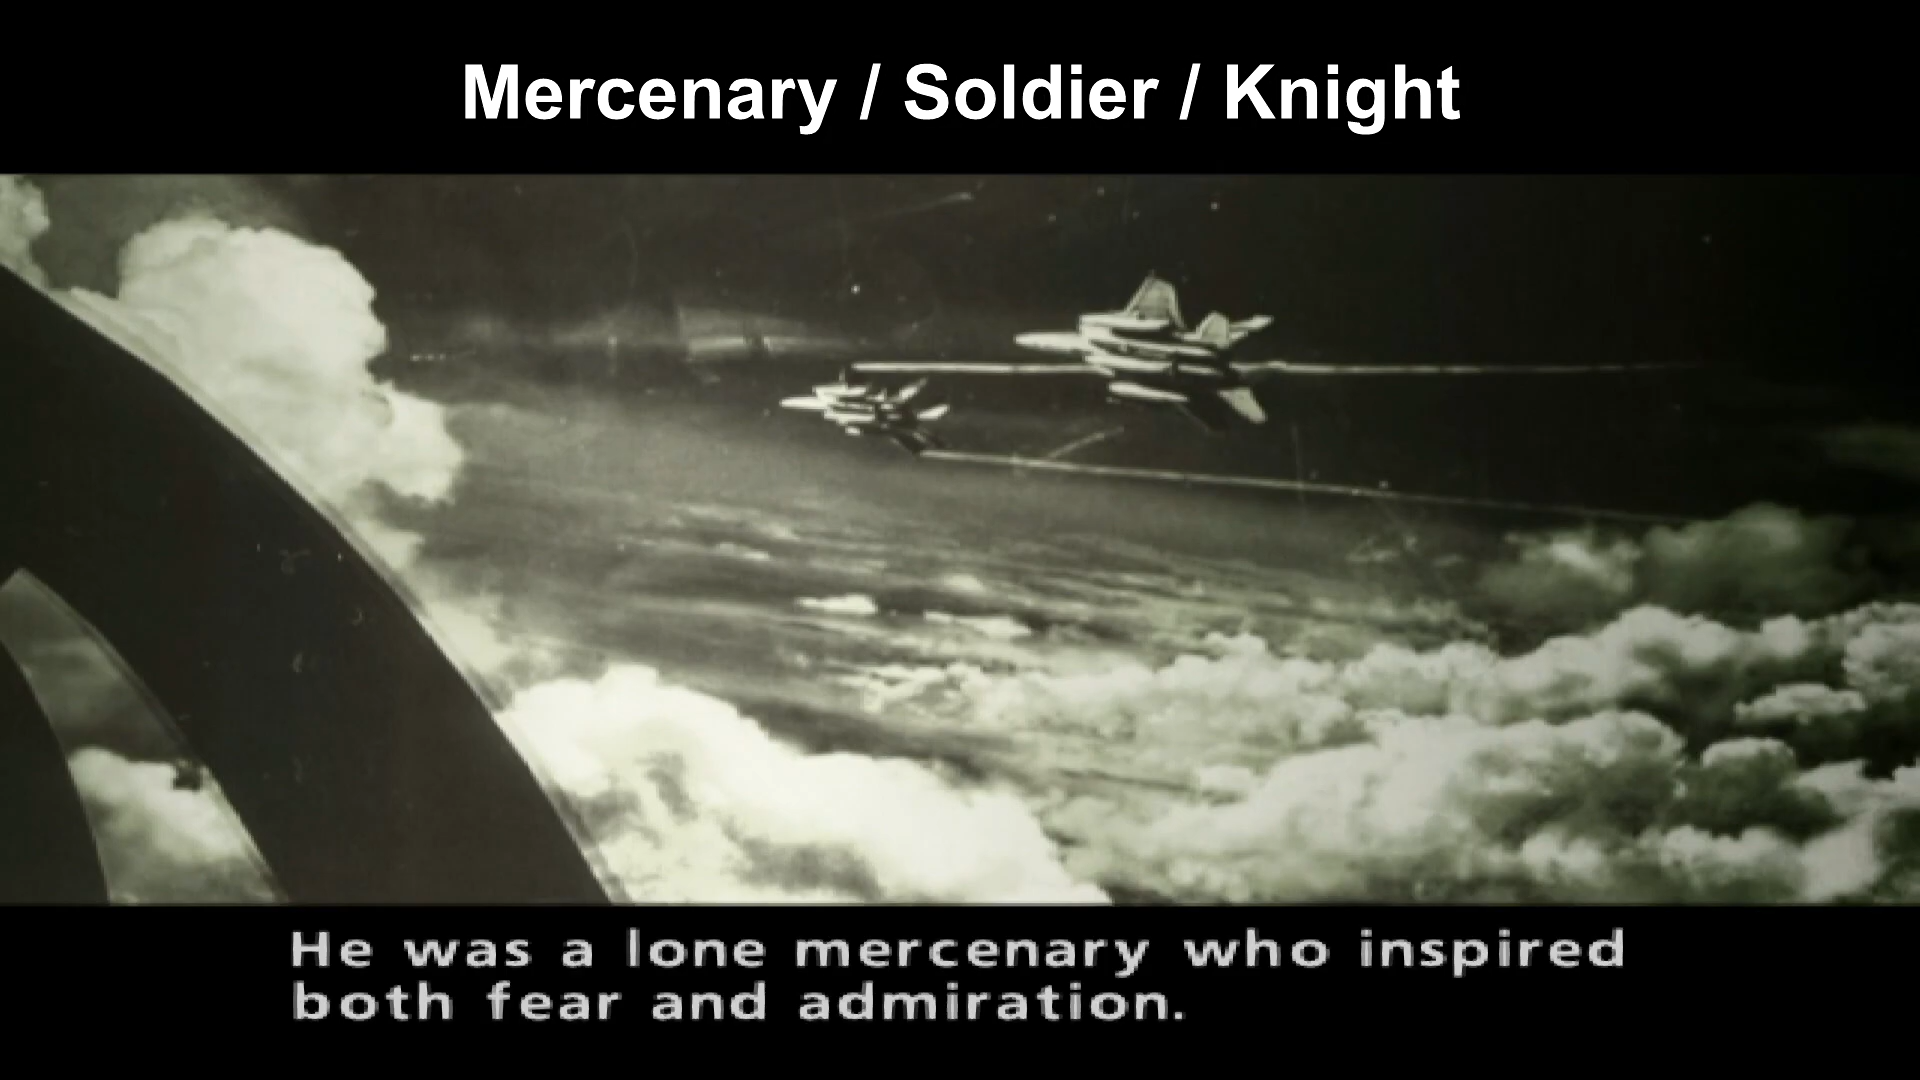 Mercenary / Soldier / Knight
He was a lone mercenary who inspired
both fear and admiration.